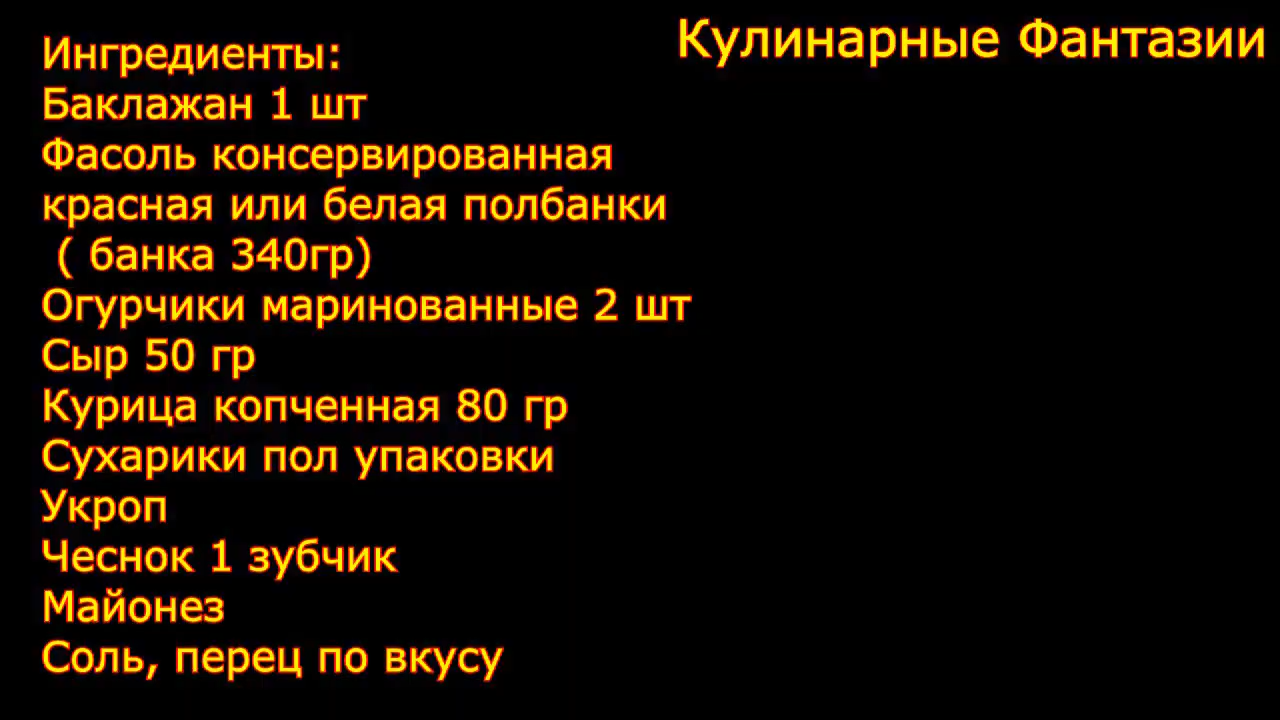 Кулинарные Фантазии
Ингредиенты:
Баклажан 1 шт
Фасоль консервированная
красная или белая полбанки
( банка 340гр)
Огурчики маринованные 2 шт
Сыр 50 гр
Курица копченная 80 гр
Сухарики пол упаковки
Укроп
Чеснок 1 зубчик
Майонез
Соль, перец по вкусу